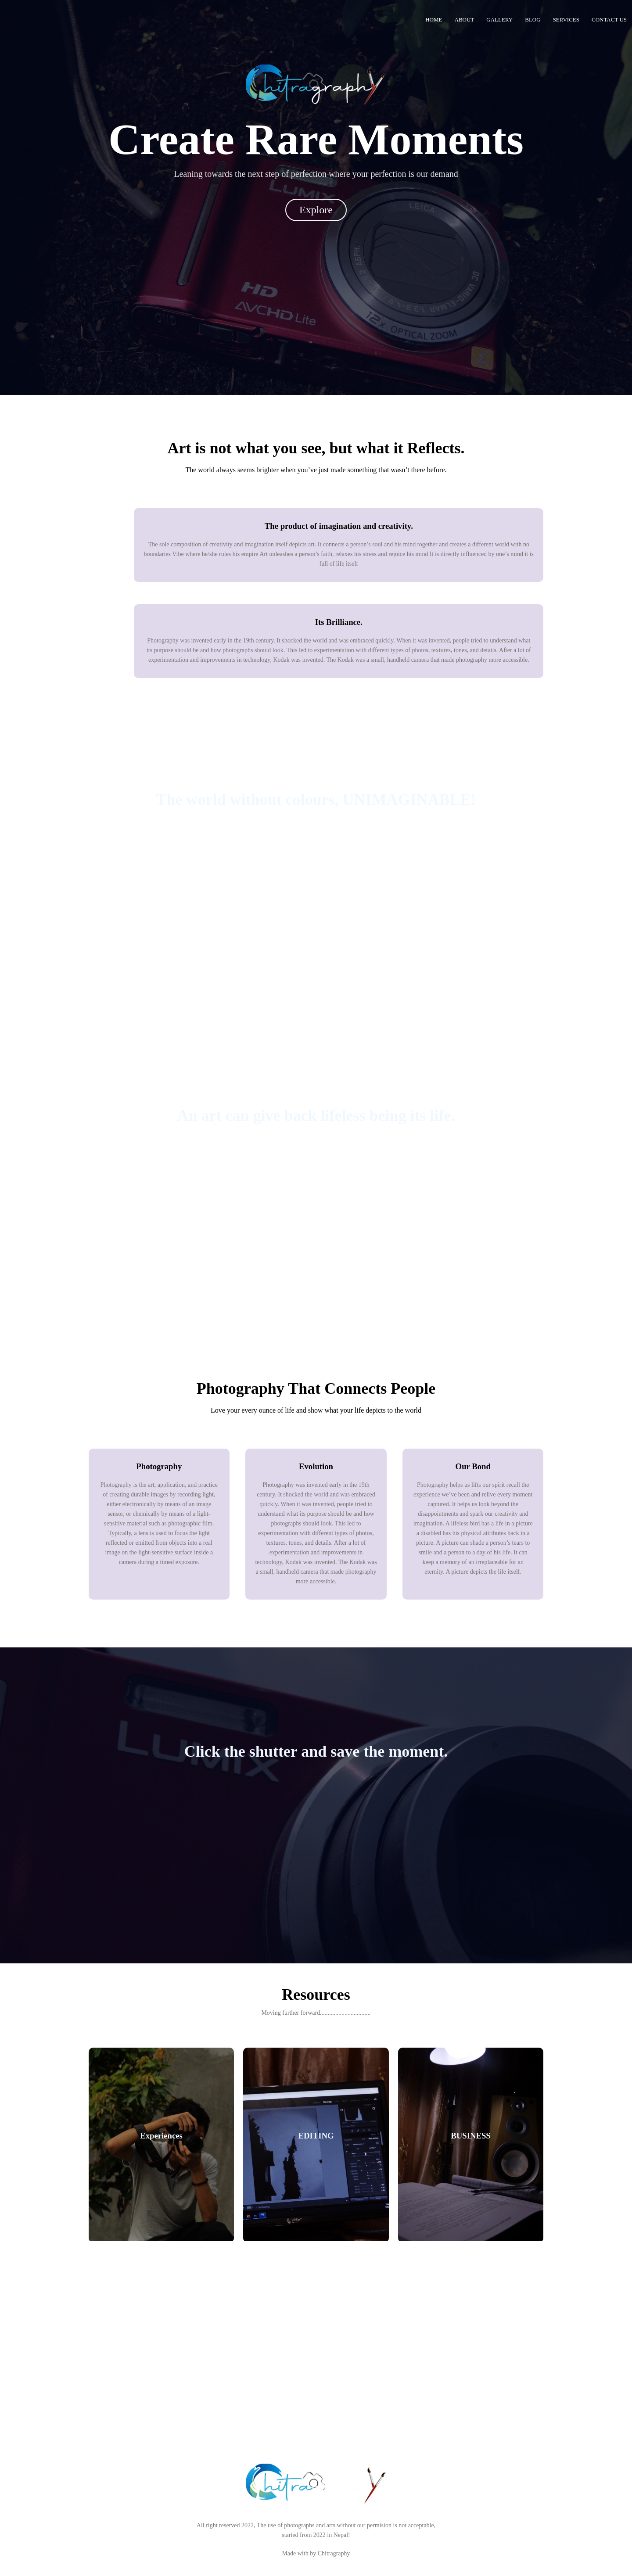 HOME ABOUT GALLERY BLOG SERVICES CONTACT US
Chitragraphy
Create Rare Moments
Leaning towards the next step of perfection where your perfection is our demand
LUMIX
LEICA
Explore
HD
AVCHD Lite
12x OPTICAL ZOOM
Art is not what you see, but what it Reflects.
The world always seems brighter when you’ve just made something that wasn’t there before.
The product of imagination and creativity.
The sole composition of creativity and imagination itself depicts art. It connects a person’s soul and his mind together and creates a different world with no
boundaries Vibe where he/she rules his empire Art unleashes a person’s faith, relaxes his stress and rejoice his mind It is directly influenced by one’s mind it is
full of life itself
Its Brilliance.
Photography was invented early in the 19th century. It shocked the world and was embraced quickly. When it was invented, people tried to understand what
its purpose should be and how photographs should look. This led to experimentation with different types of photos, textures, tones, and details. After a lot of
experimentation and improvements in technology, Kodak was invented. The Kodak was a small, handheld camera that made photography more accessible.
The world without colours, UNIMAGINABLE!
An art can give back lifeless being its life.
Photography That Connects People
Love your every ounce of life and show what your life depicts to the world
Photography
Photography is the art, application, and practice
of creating durable images by recording light,
either electronically by means of an image
sensor, or chemically by means of a light-
sensitive material such as photographic film.
Typically, a lens is used to focus the light
reflected or emitted from objects into a real
image on the light-sensitive surface inside a
camera during a timed exposure.
Evolution
Photography was invented early in the 19th
century. It shocked the world and was embraced
quickly. When it was invented, people tried to
understand what its purpose should be and how
photographs should look. This led to
experimentation with different types of photos,
textures, tones, and details. After a lot of
experimentation and improvements in
technology, Kodak was invented. The Kodak was
a small, handheld camera that made photography
more accessible.
Our Bond
Photography helps us lifts our spirit recall the
experience we’ve been and relive every moment
captured. It helps us look beyond the
disappointments and spark our creativity and
imagination. A lifeless bird has a life in a picture
a disabled has his physical attributes back in a
picture. A picture can shade a person’s tears to
smile and a person to a day of his life. It can
keep a memory of an irreplaceable for an
eternity. A picture depicts the life itself.
LUMIX
Click the shutter and save the moment.
Resources
Moving further forward..................................
Experiences
EDITING
BUSINESS
Chitra y
All right reserved 2022, The use of photographs and arts without our permision is not acceptable,
started from 2022 in Nepal!
Made with by Chitragraphy